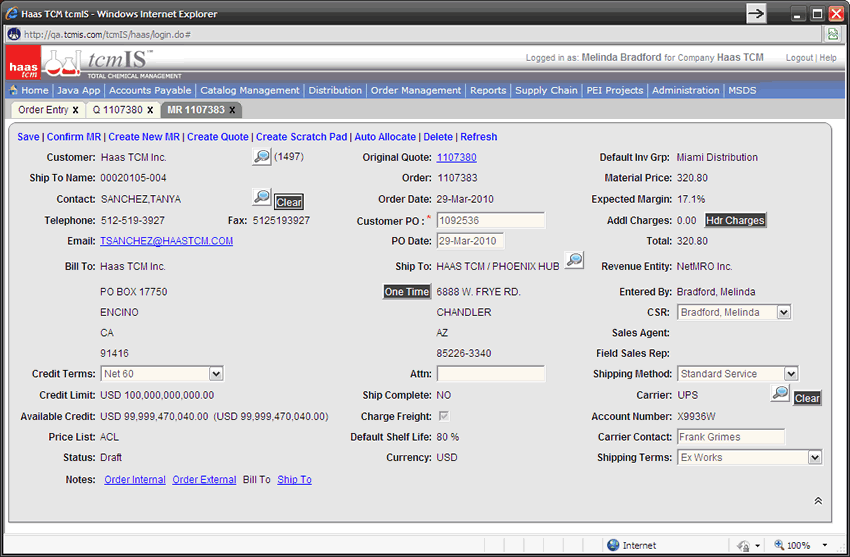 Haas TCM tcmIS - Windows Internet Explorer
http://qa.tcmis.com/tcmIS/haas/login.do#
haas tcm tcmIS™ TOTAL CHEMICAL MANAGEMENT Logged in as: Melinda Bradford for Company Haas TCM Logout | Help
Home | Java App | Accounts Payable | Catalog Management | Distribution | Order Management | Reports | Supply Chain | PEI Projects | Administration | MSDS
Order Entry x Q 1107380 x MR 1107383 x
Save | Confirm MR | Create New MR | Create Quote | Create Scratch Pad | Auto Allocate | Delete | Refresh
Customer: Haas TCM Inc. (1497) Original Quote: 1107380 Default Inv Grp: Miami Distribution
Ship To Name: 00020105-004 Order: 1107383 Material Price: 320.80
Contact: SANCHEZ,TANYA Clear Order Date: 29-Mar-2010 Expected Margin: 17.1%
Telephone: 512-519-3927 Fax: 5125193927 Customer PO :* 1092536 Addl Charges: 0.00 Hdr Charges
Email: TSANCHEZ@HAASTCM.COM PO Date: 29-Mar-2010 Total: 320.80
Bill To: Haas TCM Inc. Ship To: HAAS TCM / PHOENIX HUB Revenue Entity: NetMRO Inc.
PO BOX 17750 One Time 6888 W. FRYE RD. Entered By: Bradford, Melinda
ENCINO CHANDLER CSR: Bradford, Melinda
CA AZ Sales Agent:
91416 85226-3340 Field Sales Rep:
Credit Terms: Net 60 Attn: Shipping Method: Standard Service
Credit Limit: USD 100,000,000,000.00 Ship Complete: NO Carrier: UPS Clear
Available Credit: USD 99,999,470,040.00 (USD 99,999,470,040.00) Charge Freight: Account Number: X9936W
Price List: ACL Default Shelf Life: 80 % Carrier Contact: Frank Grimes
Status: Draft Currency: USD Shipping Terms: Ex Works
Notes: Order Internal Order External Bill To Ship To
Internet 100%